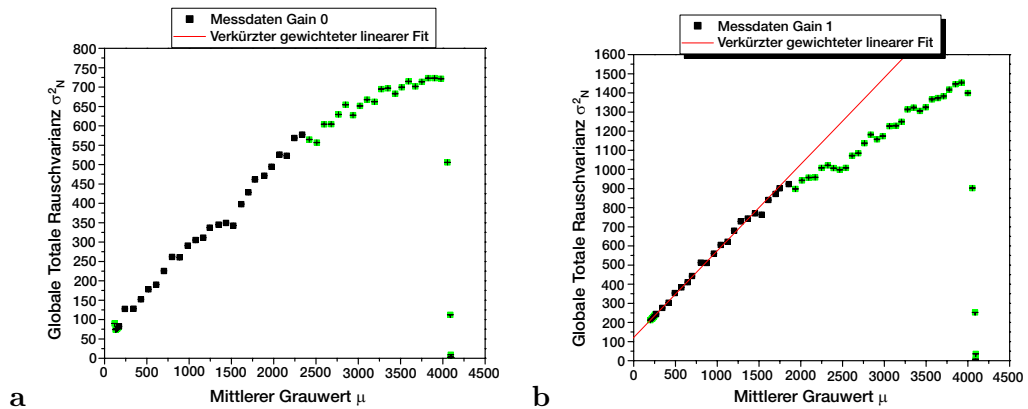 Messdaten Gain 0
Verkürzter gewichteter linearer Fit
800
750
700
650
600
550
500
450
400
350
300
250
200
150
100
50
0
Globale Totale Rauschvarianz σ²N
0 500 1000 1500 2000 2500 3000 3500 4000 4500
Mittlerer Grauwert μ
a
Messdaten Gain 1
Verkürzter gewichteter linearer Fit
1600
1500
1400
1300
1200
1100
1000
900
800
700
600
500
400
300
200
100
0
Globale Totale Rauschvarianz σ²N
0 500 1000 1500 2000 2500 3000 3500 4000 4500
Mittlerer Grauwert μ
b